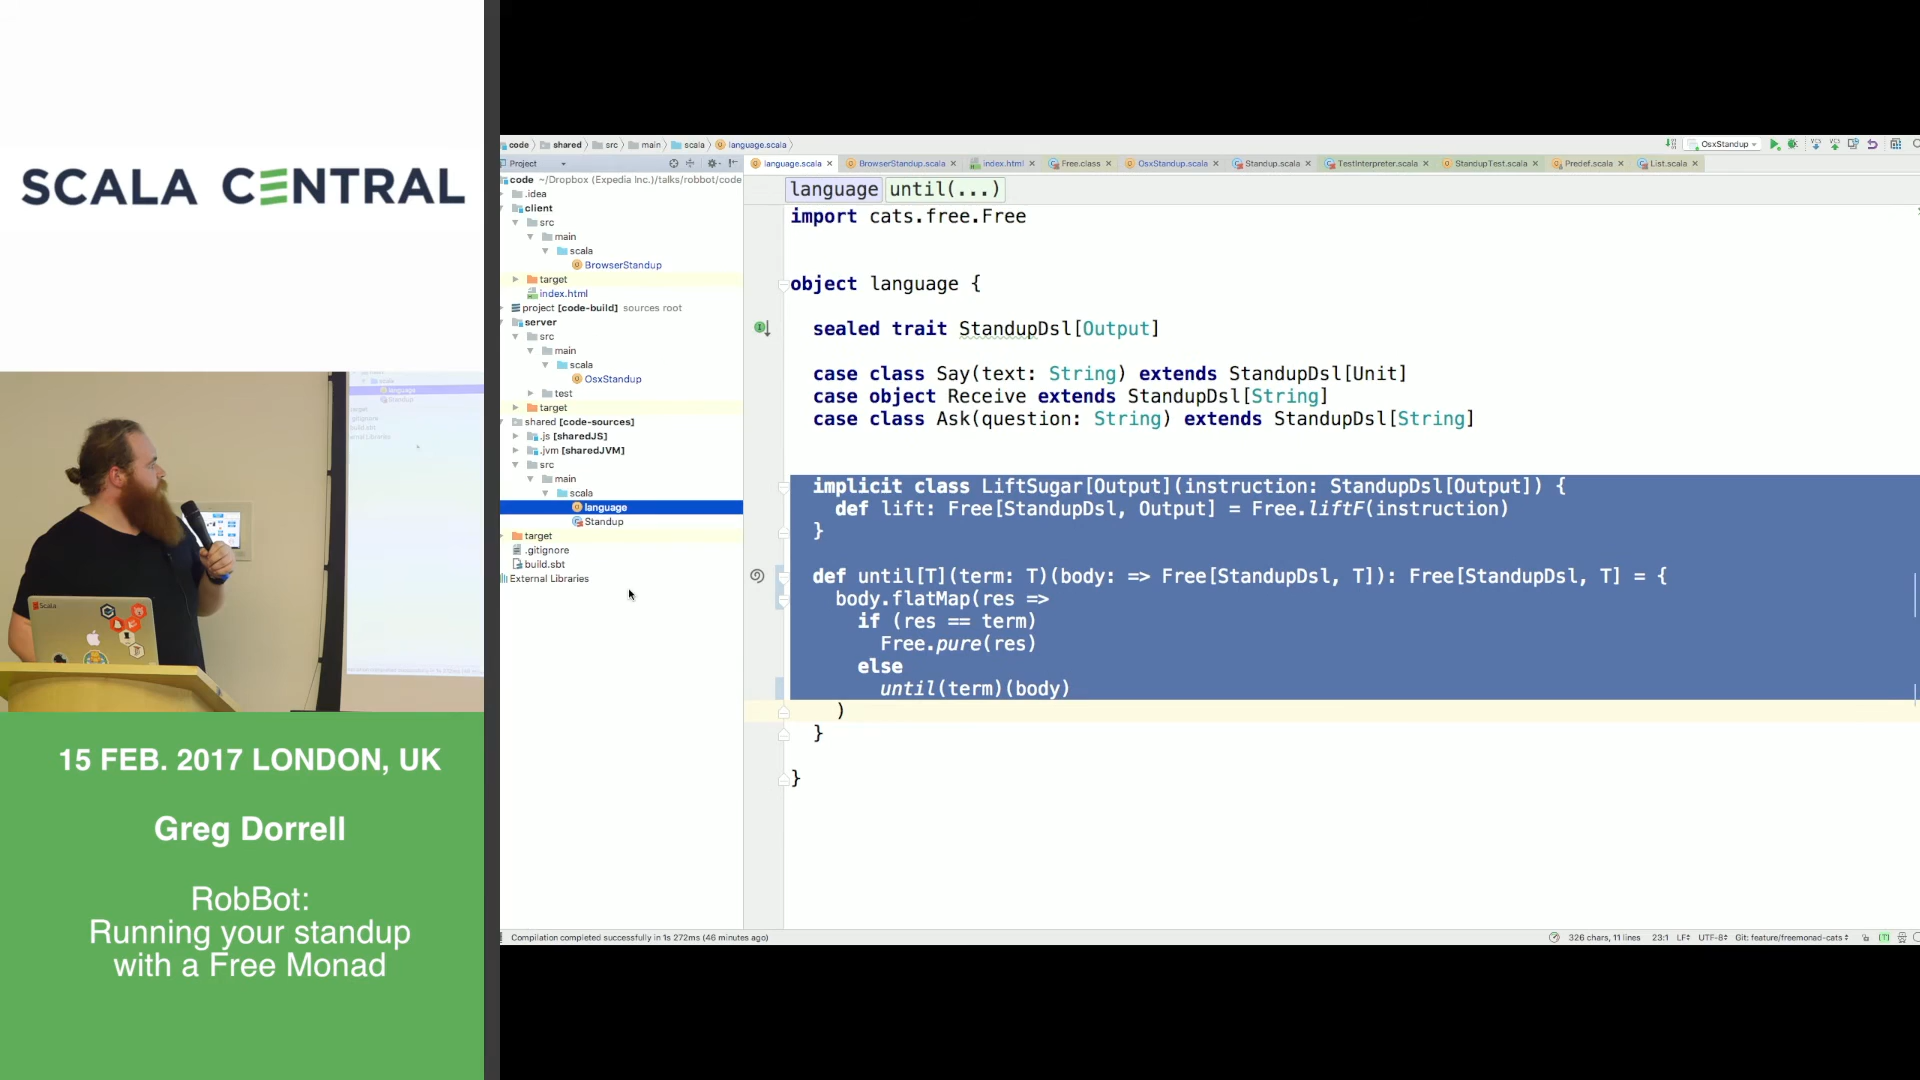 SCALA CENTRAL
15 FEB. 2017 LONDON, UK
Greg Dorrell
RobBot:
Running your standup
with a Free Monad
code shared src main scala language.scala
OsxStandup
Project
language.scala BrowserStandup.scala index.html Free.class OsxStandup.scala Standup.scala TestInterpreter.scala StandupTest.scala Predef.scala List.scala
code ~/Dropbox (Expedia Inc.)/talks/robbot/code
.idea
client
src
main
scala
BrowserStandup
target
index.html
project [code-build] sources root
server
src
main
scala
OsxStandup
test
target
shared [code-sources]
.js [sharedJS]
.jvm [sharedJVM]
src
main
scala
language
Standup
target
.gitignore
build.sbt
External Libraries
language until(...)
import cats.free.Free
object language {
sealed trait StandupDsl[Output]
case class Say(text: String) extends StandupDsl[Unit]
case object Receive extends StandupDsl[String]
case class Ask(question: String) extends StandupDsl[String]
implicit class LiftSugar[Output](instruction: StandupDsl[Output]) {
def lift: Free[StandupDsl, Output] = Free.liftF(instruction)
}
def until[T](term: T)(body: => Free[StandupDsl, T]): Free[StandupDsl, T] = {
body.flatMap(res =>
if (res == term)
Free.pure(res)
else
until(term)(body)
)
}
}
Compilation completed successfully in 1s 272ms (46 minutes ago)
326 chars, 11 lines 23:1 LF UTF-8 Git: feature/freemonad-cats